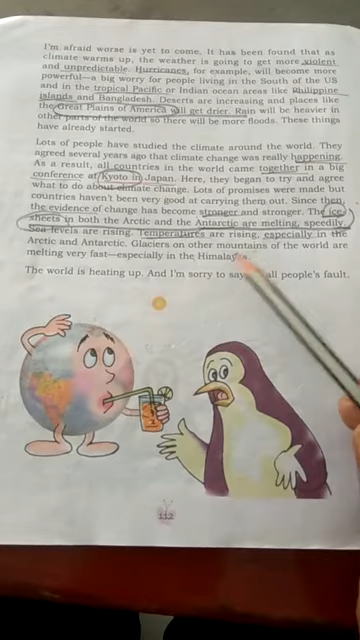 I'm afraid worse is yet to come. It has been found that as
climate warms up, the weather is going to get more violent
and unpredictable. Hurricanes, for example, will become more
powerful—a big worry for people living in the South of the US
and in the tropical Pacific or Indian ocean areas like Philippine
islands and Bangladesh. Deserts are increasing and places like
the Great Plains of America will get drier. Rain will be heavier in
other parts of the world so there will be more floods. These things
have already started.
Lots of people have studied the climate around the world. They
agreed several years ago that climate change was really happening.
As a result, all countries in the world came together in a big
conference at Kyoto in Japan. Here, they began to try and agree
what to do about climate change. Lots of promises were made but
countries haven't been very good at carrying them out. Since then,
the evidence of change has become stronger and stronger. The ice
sheets in both the Arctic and the Antarctic are melting, speedily.
Sea levels are rising. Temperatures are rising, especially in the
Arctic and Antarctic. Glaciers on other mountains of the world are
melting very fast—especially in the Himalayas.
The world is heating up. And I'm sorry to say all people's fault.
112